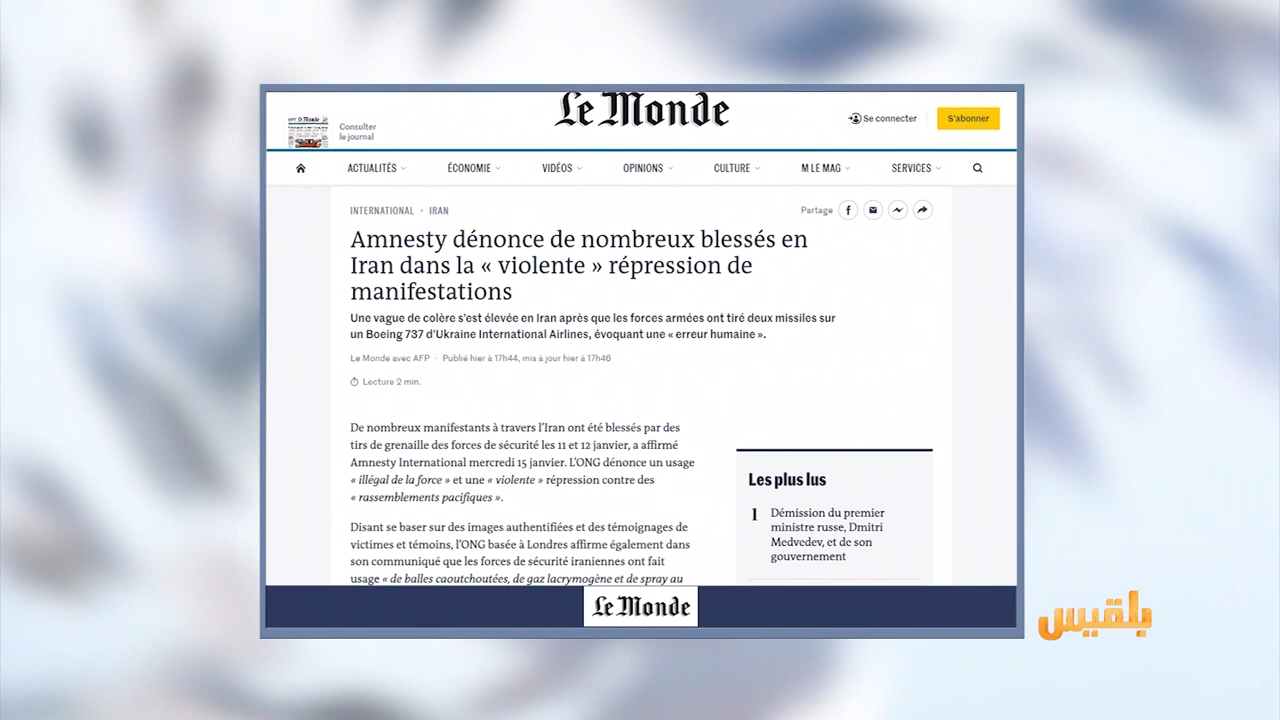 Le Monde
Consulter
le journal
Se connecter
S'abonner
ACTUALITÉS
ÉCONOMIE
VIDÉOS
OPINIONS
CULTURE
M LE MAG
SERVICES
INTERNATIONAL • IRAN
Partage
Amnesty dénonce de nombreux blessés en
Iran dans la « violente » répression de
manifestations
Une vague de colère s'est élevée en Iran après que les forces armées ont tiré deux missiles sur
un Boeing 737 d'Ukraine International Airlines, évoquant une « erreur humaine ».
Le Monde avec AFP • Publié hier à 17h44, mis à jour hier à 17h46
Lecture 2 min.
De nombreux manifestants à travers l'Iran ont été blessés par des
tirs de grenaille des forces de sécurité les 11 et 12 janvier, a affirmé
Amnesty International mercredi 15 janvier. L'ONG dénonce un usage
« illégal de la force » et une « violente » répression contre des
« rassemblements pacifiques ».
Disant se baser sur des images authentifiées et des témoignages de
victimes et témoins, l'ONG basée à Londres affirme également dans
son communiqué que les forces de sécurité iraniennes ont fait
usage « de balles caoutchoutées, de gaz lacrymogène et de spray au
Les plus lus
1 Démission du premier
ministre russe, Dmitri
Medvedev, et de son
gouvernement
Le Monde
بلقيس